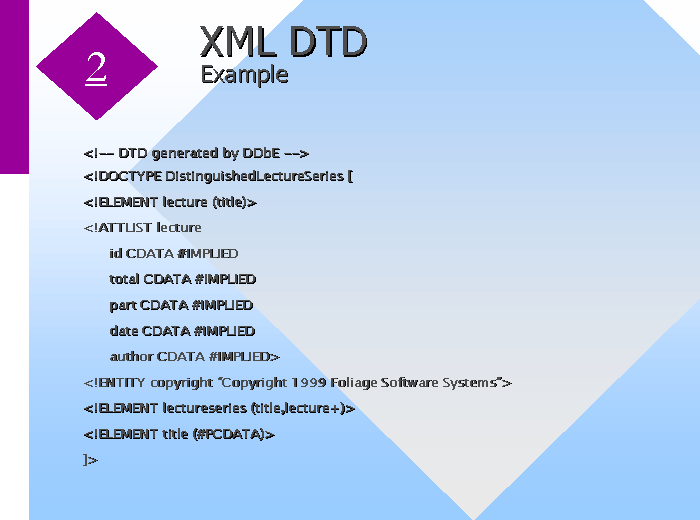 2
XML DTD
Example
<!-- DTD generated by DDbE -->
<!DOCTYPE DistinguishedLectureSeries [
<!ELEMENT lecture (title)>
<!ATTLIST lecture
id CDATA #IMPLIED
total CDATA #IMPLIED
part CDATA #IMPLIED
date CDATA #IMPLIED
author CDATA #IMPLIED>
<!ENTITY copyright “Copyright 1999 Foliage Software Systems”>
<!ELEMENT lectureseries (title,lecture+)>
<!ELEMENT title (#PCDATA)>
]>